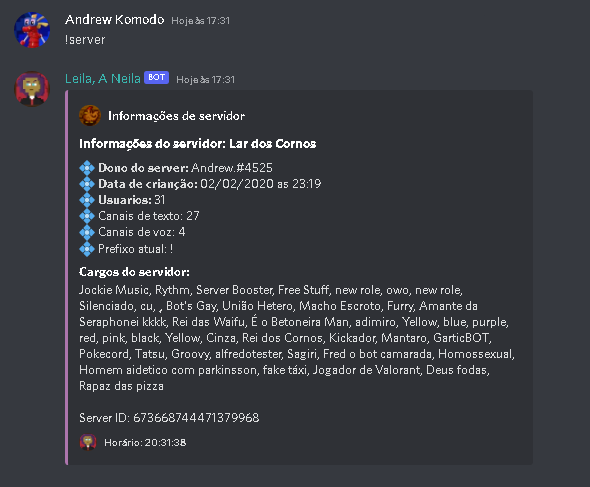 Andrew Komodo Hoje às 17:31
!server
Leila, A Neila BOT Hoje às 17:31
Informações de servidor
Informações do servidor: Lar dos Cornos
Dono do server: Andrew.#4525
Data de crianção: 02/02/2020 as 23:19
Usuarios: 31
Canais de texto: 27
Canais de voz: 4
Prefixo atual: !
Cargos do servidor:
Jockie Music, Rythm, Server Booster, Free Stuff, new role, owo, new role,
Silenciado, cu, , Bot's Gay, União Hetero, Macho Escroto, Furry, Amante da
Seraphonei kkkk, Rei das Waifu, É o Betoneira Man, adimiro, Yellow, blue, purple,
red, pink, black, Yellow, Cinza, Rei dos Cornos, Kickador, Mantaro, GarticBOT,
Pokecord, Tatsu, Groovy, alfredotester, Sagiri, Fred o bot camarada, Homossexual,
Homem aidetico com parkinsson, fake táxi, Jogador de Valorant, Deus fodas,
Rapaz das pizza
Server ID: 673668744471379968
Horário: 20:31:38